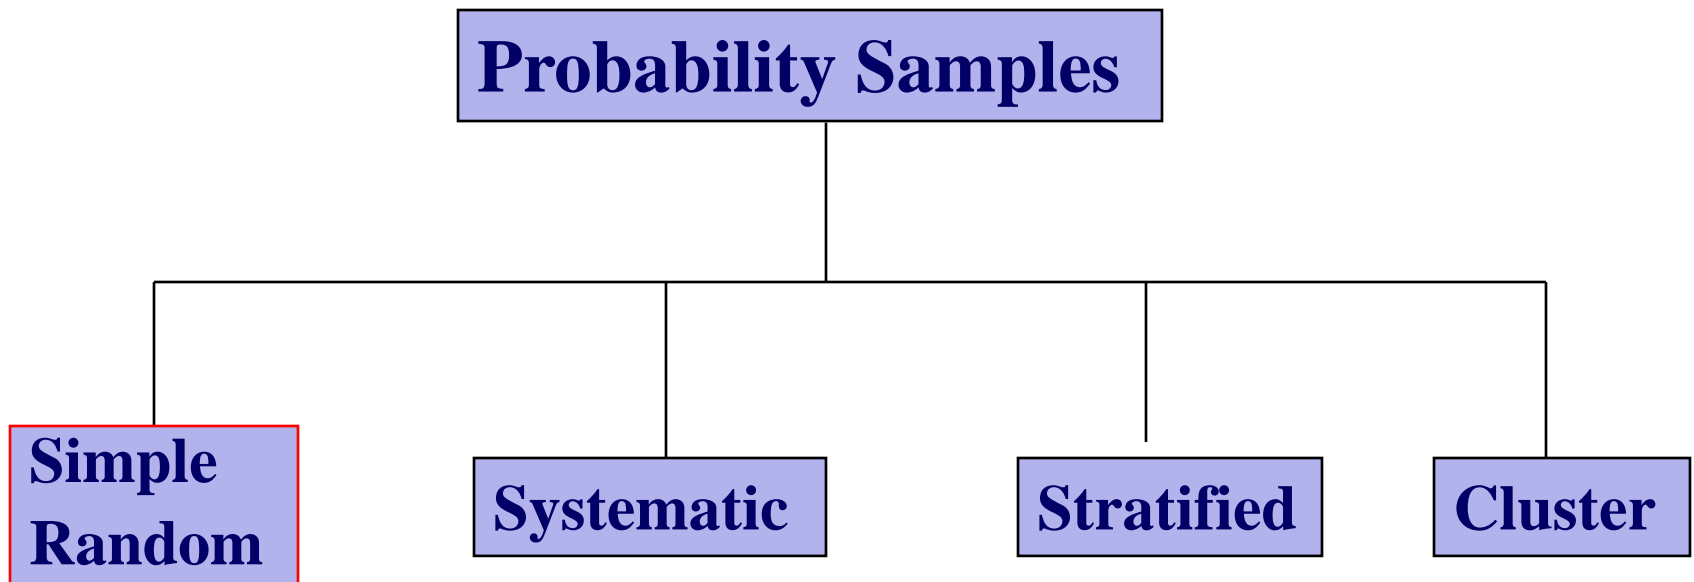 Probability Samples
Simple
Random
Systematic
Stratified
Cluster